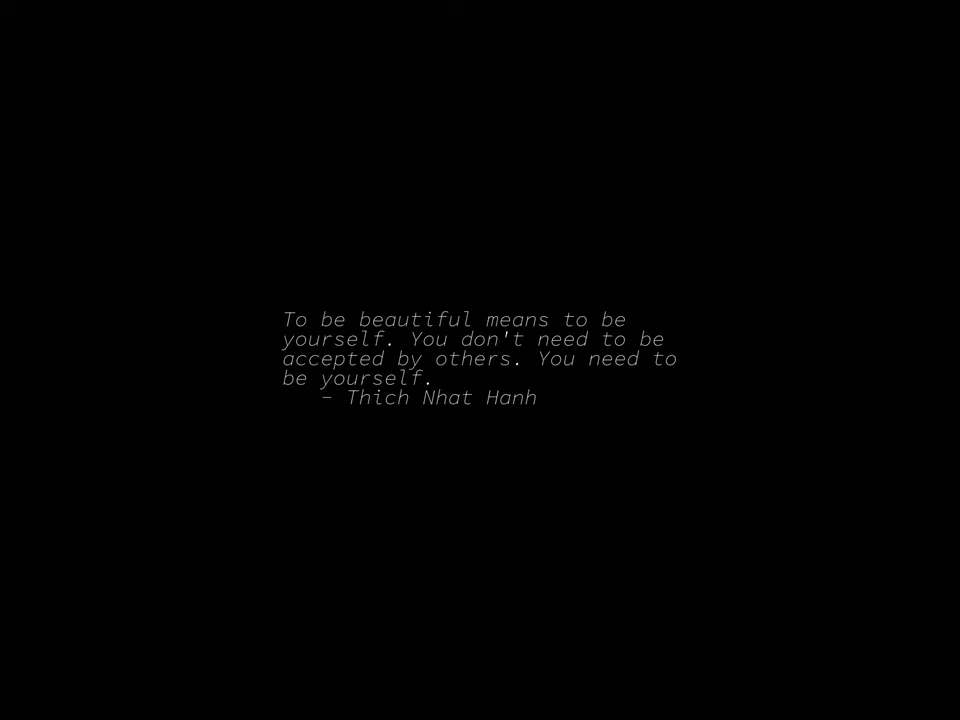 To be beautiful means to be
yourself. You don't need to be
accepted by others. You need to
be yourself.
- Thich Nhat Hanh